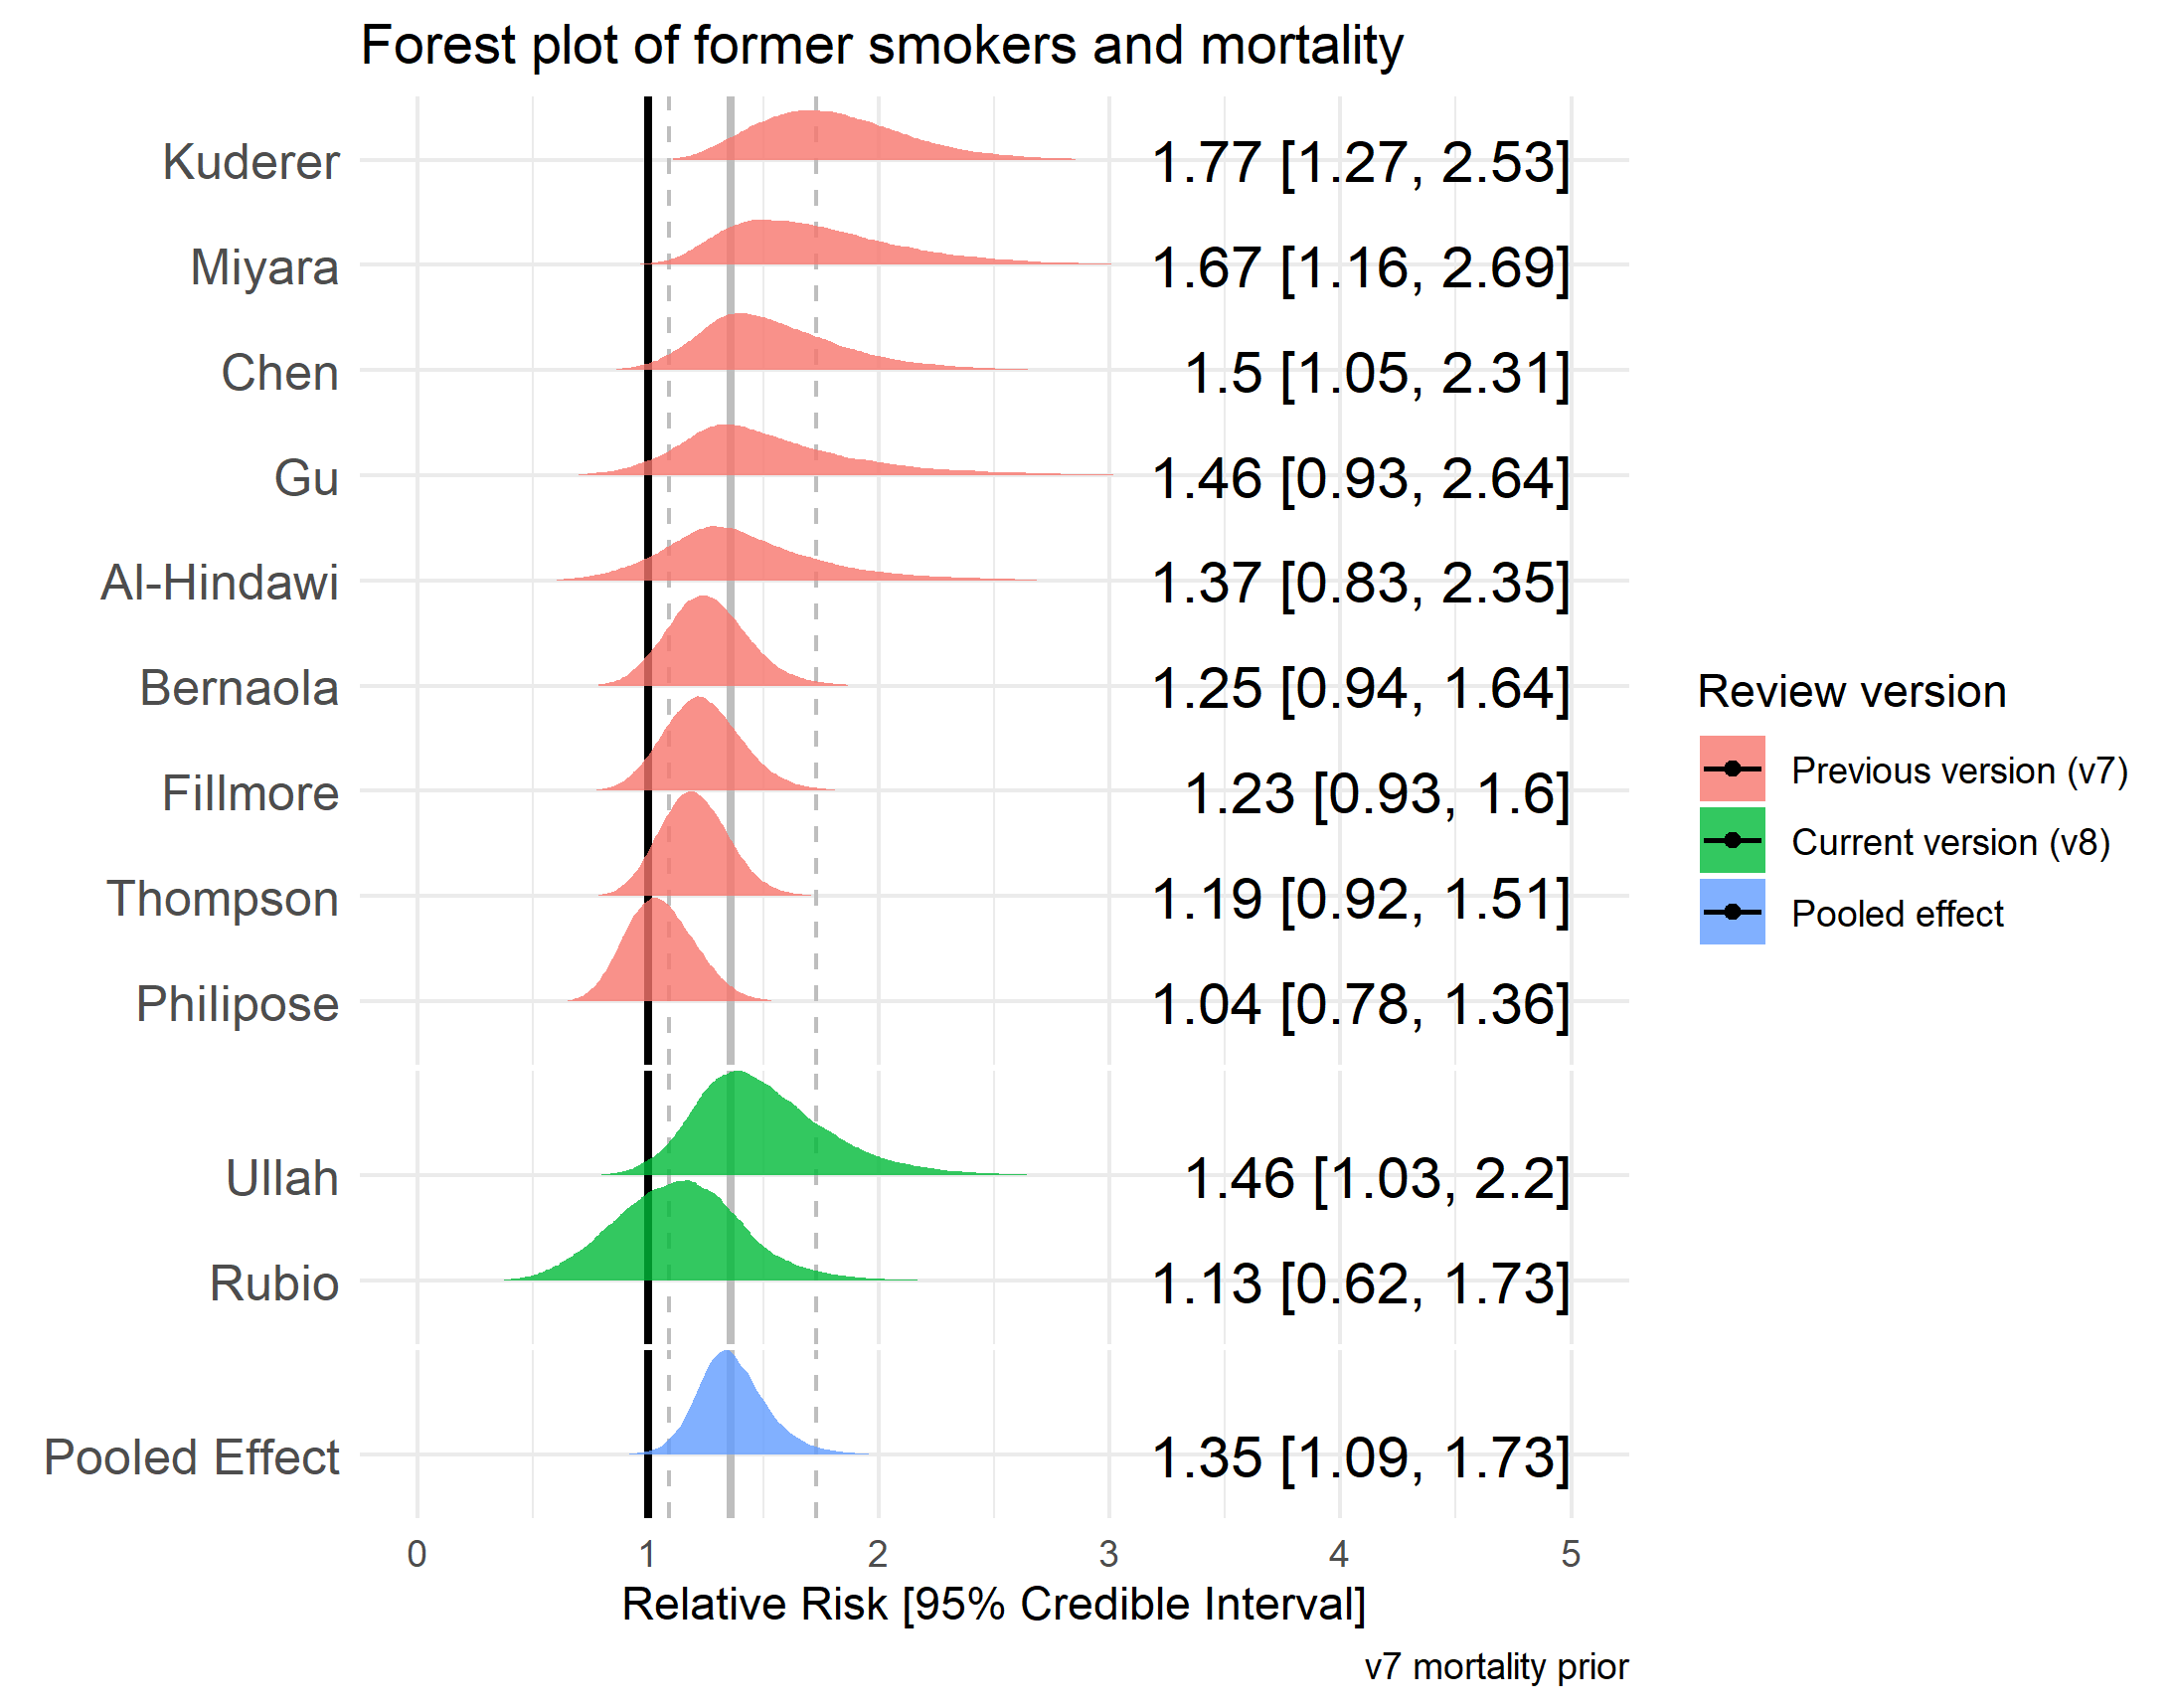 Forest plot of former smokers and mortality
Kuderer 1.77 [1.27, 2.53]
Miyara 1.67 [1.16, 2.69]
Chen 1.5 [1.05, 2.31]
Gu 1.46 [0.93, 2.64]
Al-Hindawi 1.37 [0.83, 2.35]
Bernaola 1.25 [0.94, 1.64]
Fillmore 1.23 [0.93, 1.6]
Thompson 1.19 [0.92, 1.51]
Philipose 1.04 [0.78, 1.36]
Ullah 1.46 [1.03, 2.2]
Rubio 1.13 [0.62, 1.73]
Pooled Effect 1.35 [1.09, 1.73]
0 1 2 3 4 5
Relative Risk [95% Credible Interval]
v7 mortality prior
Review version
Previous version (v7)
Current version (v8)
Pooled effect